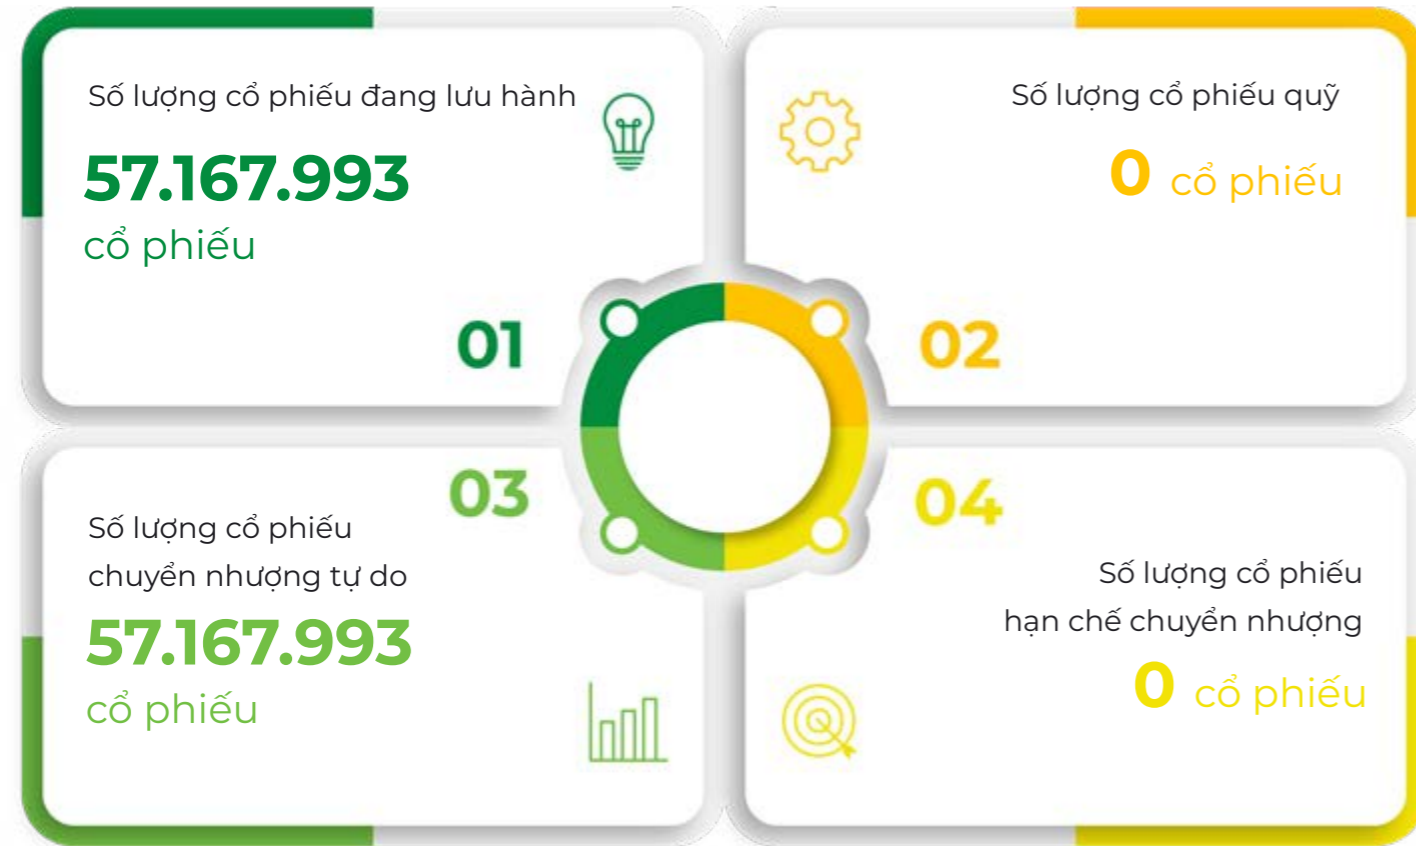 Số lượng cổ phiếu đang lưu hành
57.167.993
cổ phiếu
01
Số lượng cổ phiếu quỹ
0 cổ phiếu
02
03
Số lượng cổ phiếu
chuyển nhượng tự do
57.167.993
cổ phiếu
04
Số lượng cổ phiếu
hạn chế chuyển nhượng
0 cổ phiếu